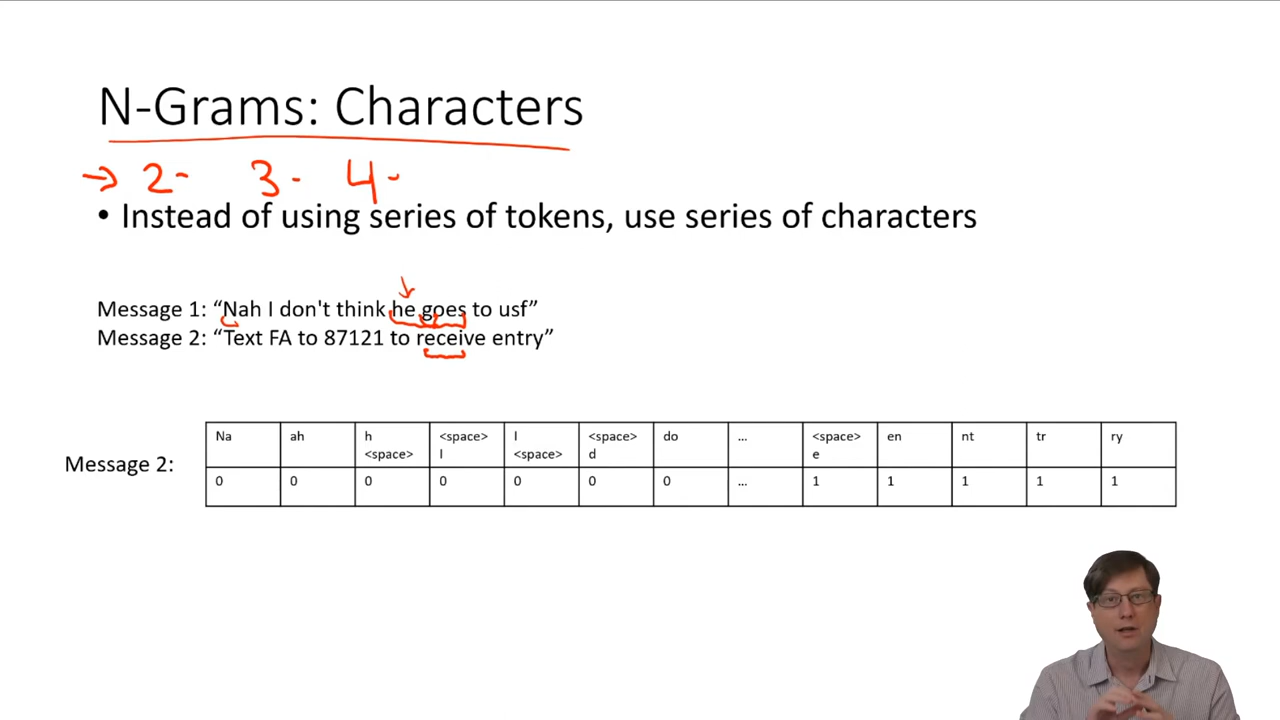 N-Grams: Characters
→ 2- 3- 4-
• Instead of using series of tokens, use series of characters
Message 1: “Nah I don't think he goes to usf”
Message 2: “Text FA to 87121 to receive entry”
Message 2:
Na ah h <space> <space> I I <space> <space> d do ... <space> e en nt tr ry
0 0 0 0 0 0 0 ... 1 1 1 1 1